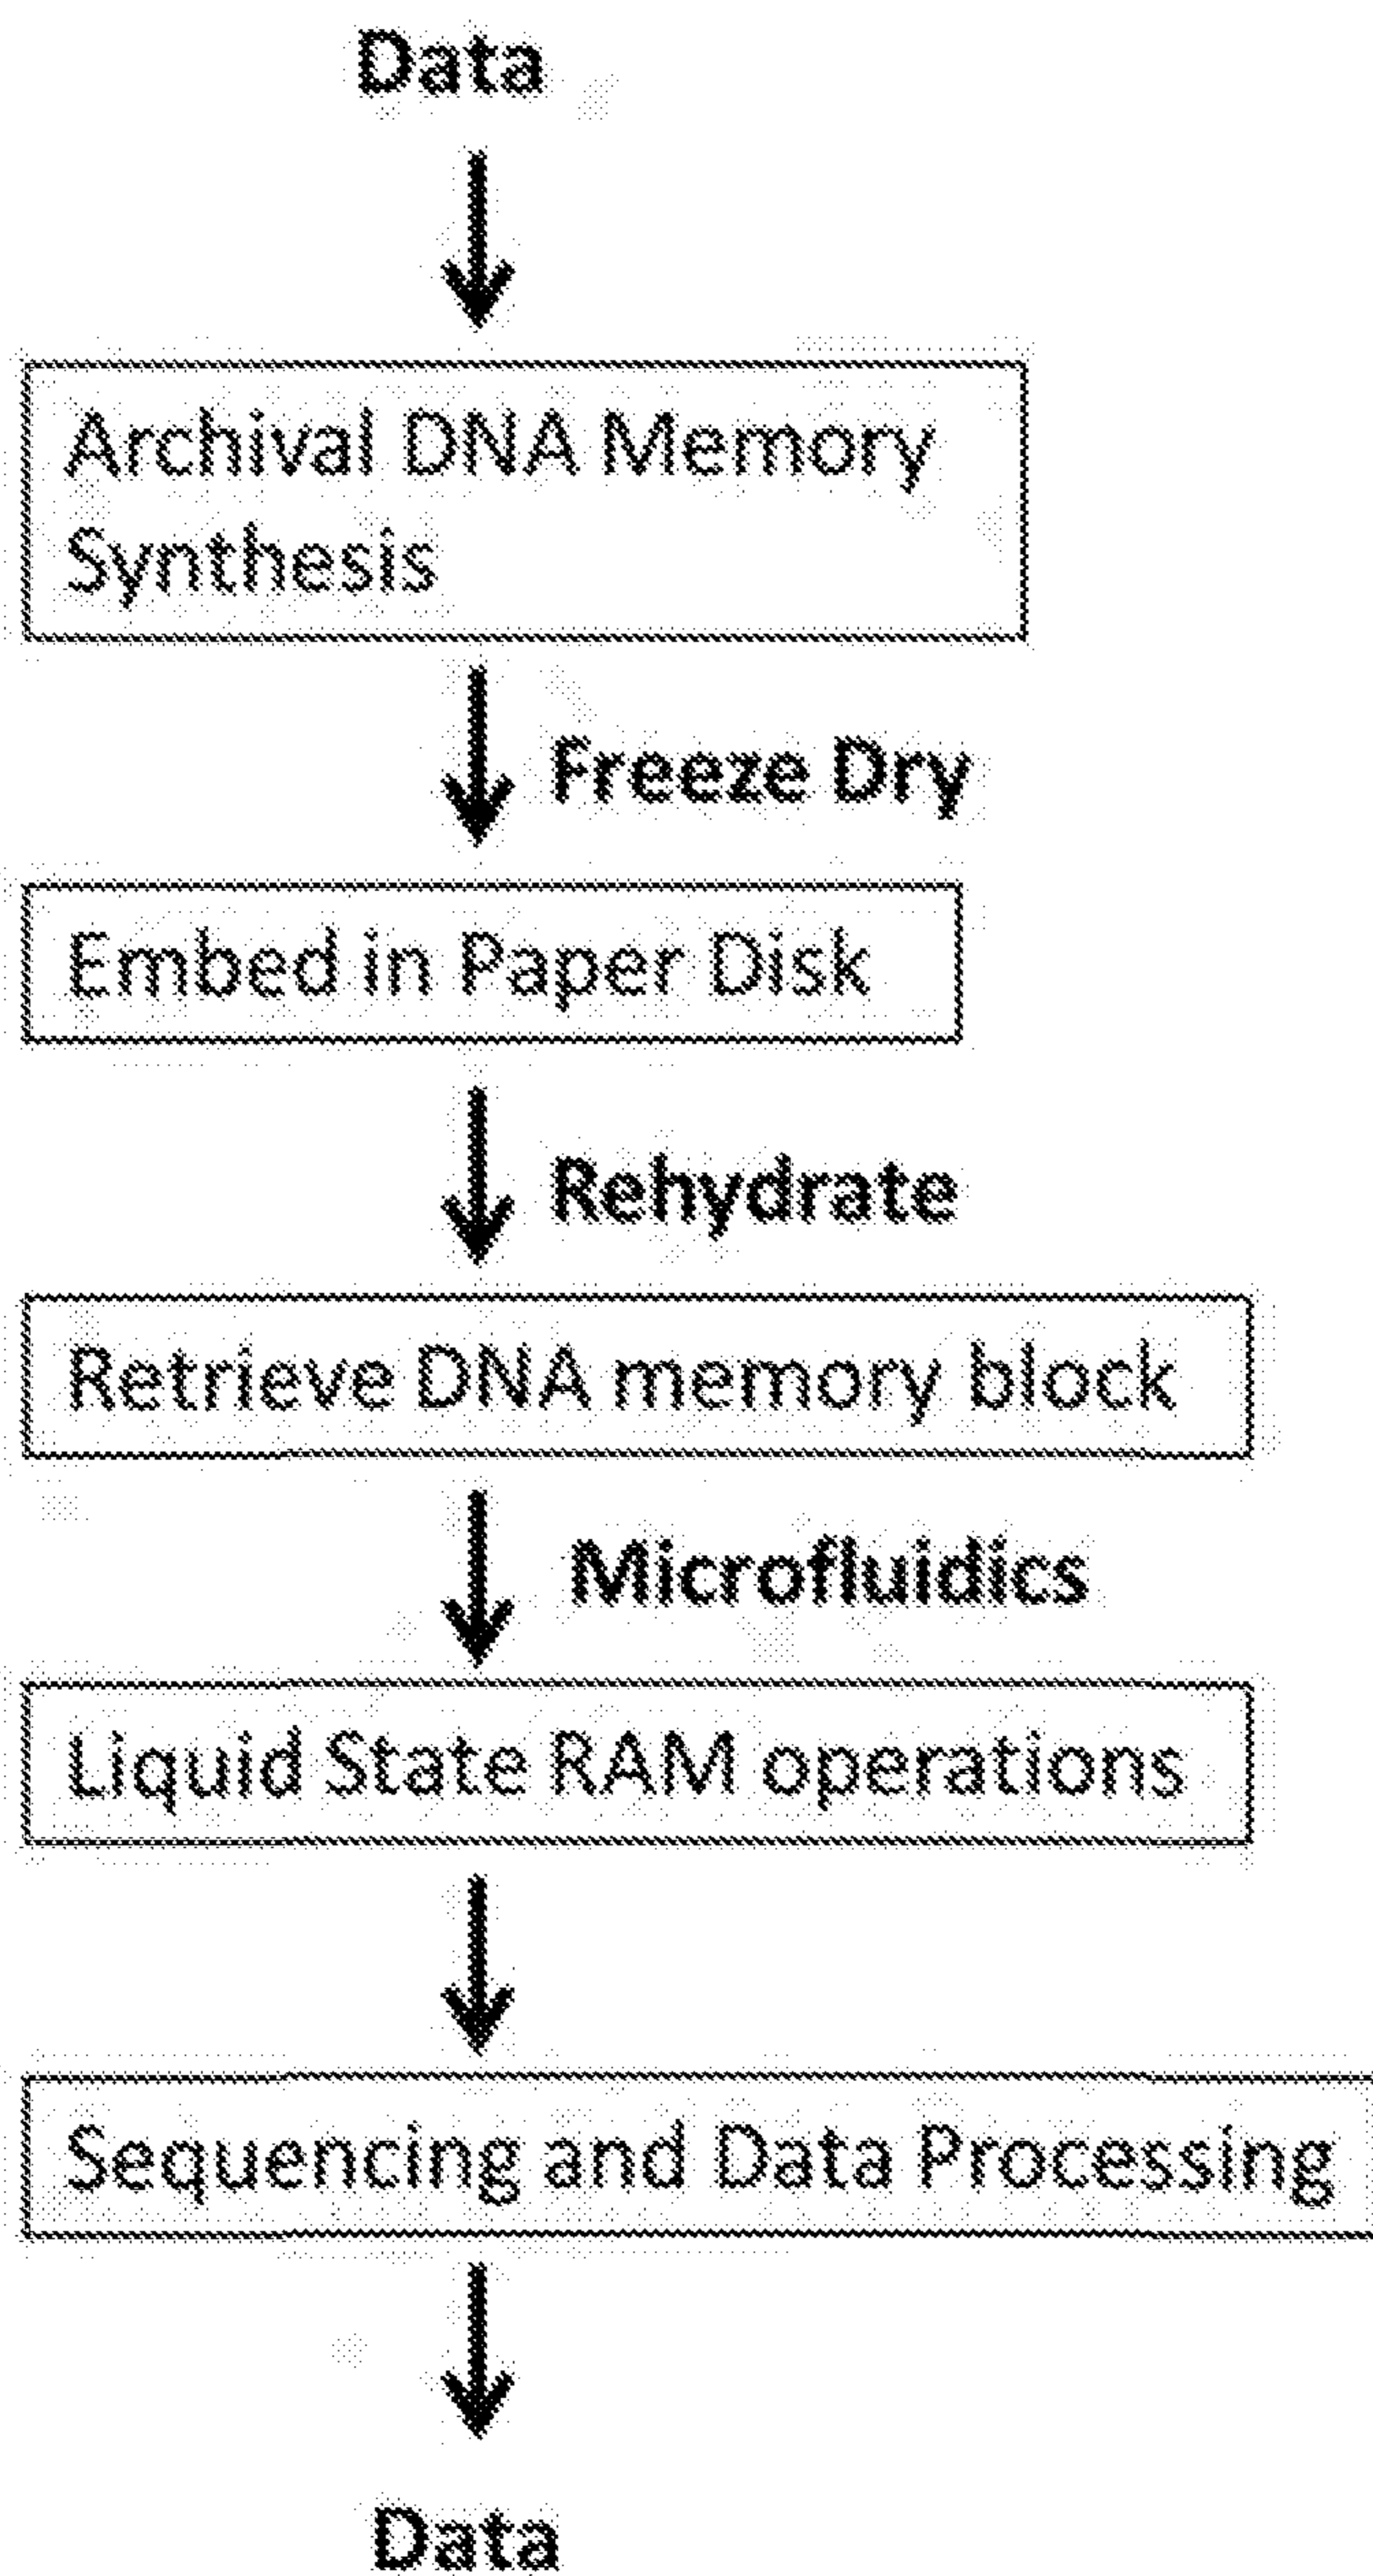 Data
Archival DNA Memory
Synthesis
Freeze Dry
Embed in Paper Disk
Rehydrate
Retrieve DNA memory block
Microfluidics
Liquid State RAM operations
Sequencing and Data Processing
Data